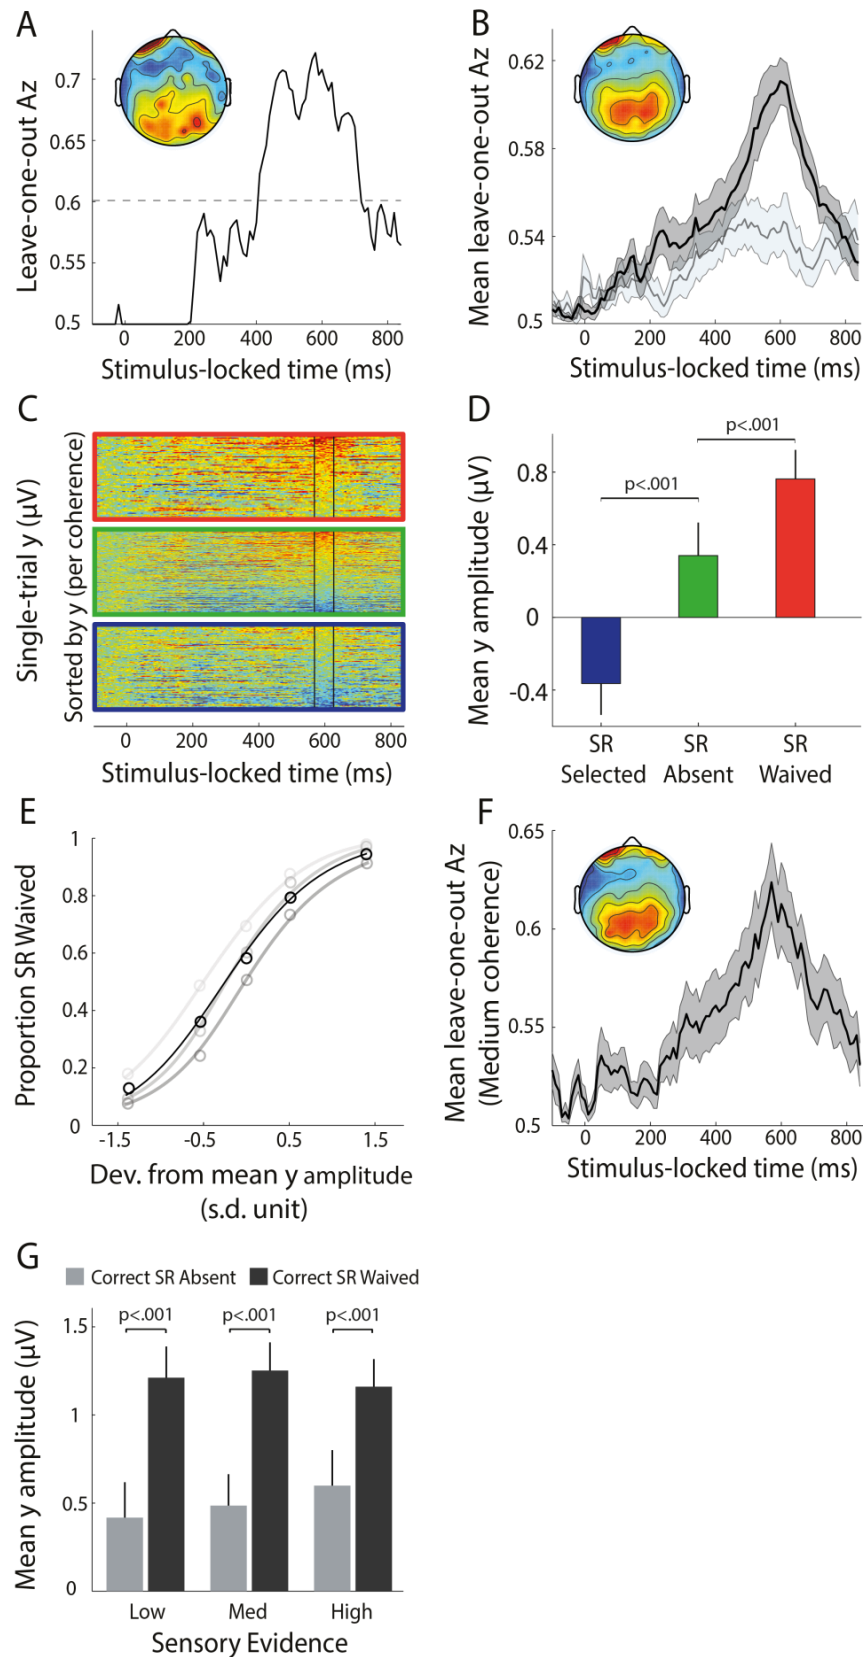 A
Leave-one-out Az
0.7
0.65
0.6
0.55
0.5
0 200 400 600 800
Stimulus-locked time (ms)
B
Mean leave-one-out Az
0.62
0.58
0.54
0.5
0 200 400 600 800
Stimulus-locked time (ms)
C
Single-trial y (μV)
Sorted by y (per coherence)
0 200 400 600 800
Stimulus-locked time (ms)
D
Mean y amplitude (μV)
p<.001
p<.001
0.8
0.4
0
-0.4
SR Selected
SR Absent
SR Waived
E
Proportion SR Waived
1
0.8
0.6
0.4
0.2
0
-1.5 -0.5 0.5 1.5
Dev. from mean y amplitude
(s.d. unit)
F
Mean leave-one-out Az
(Medium coherence)
0.65
0.6
0.55
0.5
0 200 400 600 800
Stimulus-locked time (ms)
G
Correct SR Absent Correct SR Waived
Mean y amplitude (μV)
p<.001 p<.001 p<.001
1.5
1
0.5
0
Low Med High
Sensory Evidence